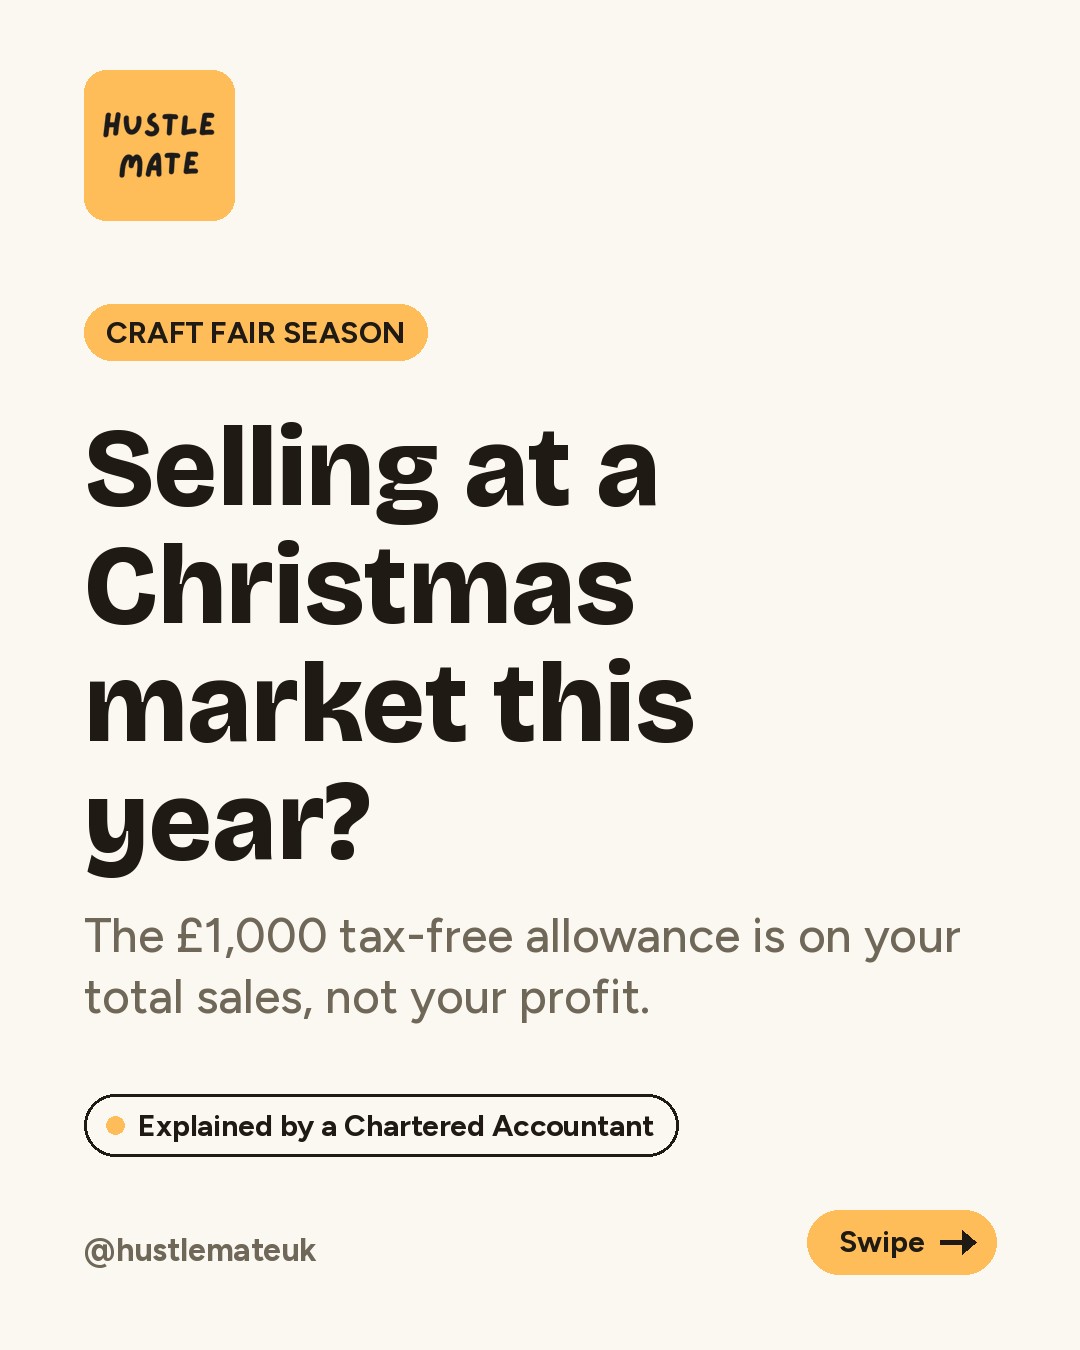 HUSTLE
MATE
CRAFT FAIR SEASON
Selling at a
Christmas
market this
year?
The £1,000 tax-free allowance is on your
total sales, not your profit.
Explained by a Chartered Accountant
@hustlemateuk
Swipe